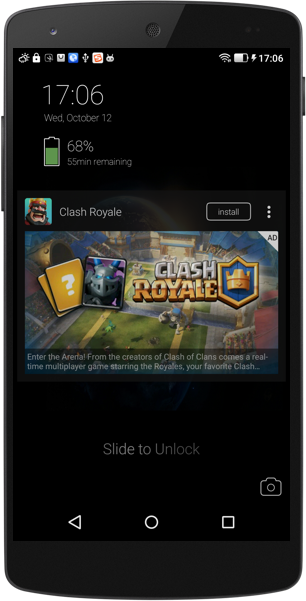 17:06
17:06
Wed, October 12
68%
55min remaining
Clash Royale
install
AD
?
CLASH
ROYALE
Enter the Arena! From the creators of Clash of Clans comes a real-
time multiplayer game starring the Royales, your favorite Clash...
Slide to Unlock